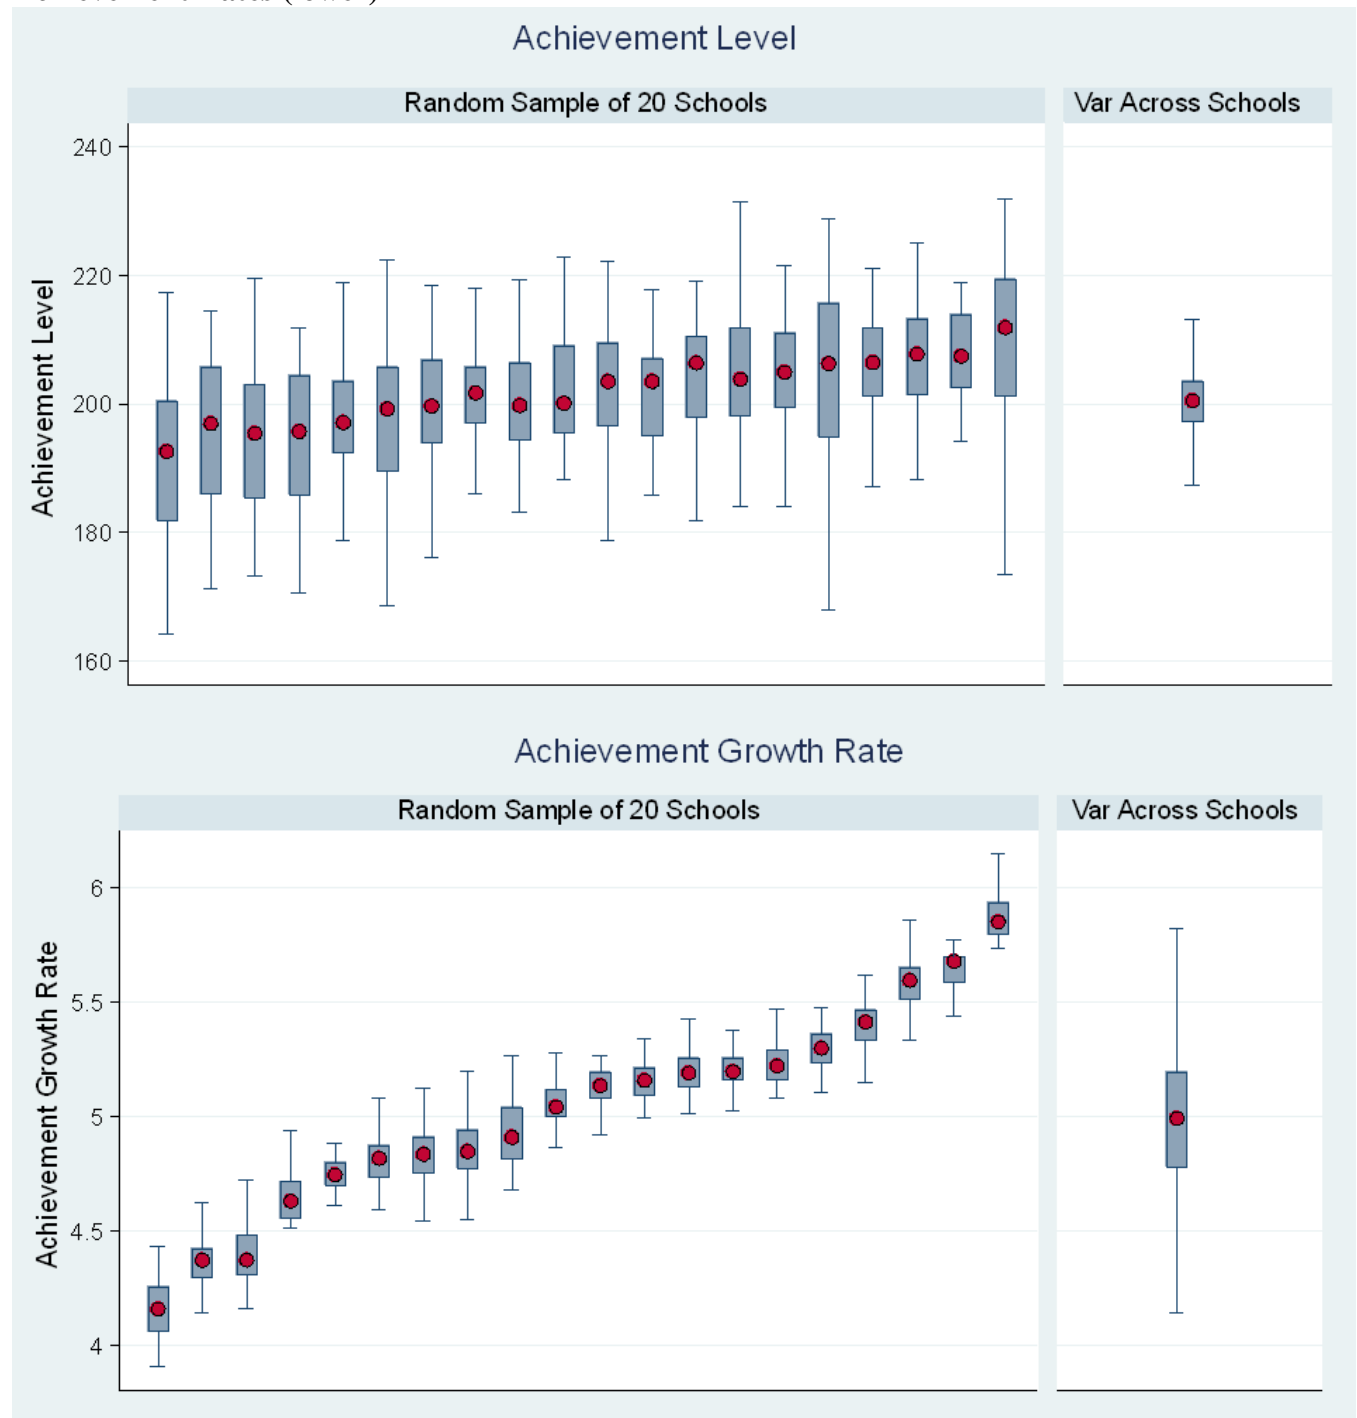 Achievement Level
Random Sample of 20 Schools
Var Across Schools
240
220
200
180
160
Achievement Level
Achievement Growth Rate
Random Sample of 20 Schools
Var Across Schools
6
5.5
5
4.5
4
Achievement Growth Rate